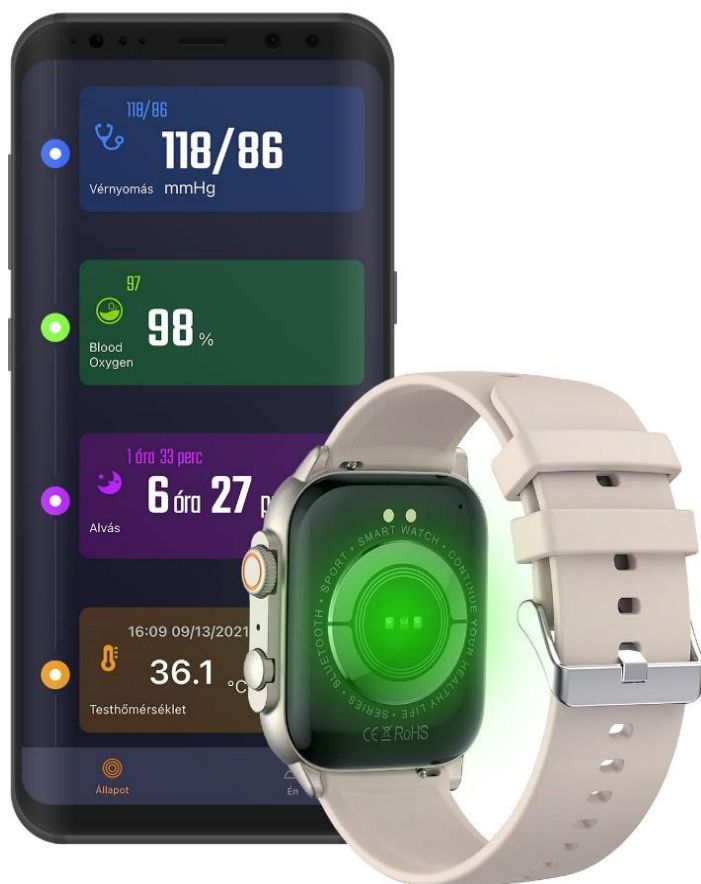 118/86
118/86
Vérnyomás mmHg
97
98 %
Blood
Oxygen
1 óra 33 perc
6 óra 27
Alvás
16:09 09/13/2021
36.1 °C
Testhőmérséklet
Állapot
Én
SPORT • SMART WATCH • CONTINUE YOUR HEALTHY LIFE • SERIES • BLUETOOTH •
CE RoHS